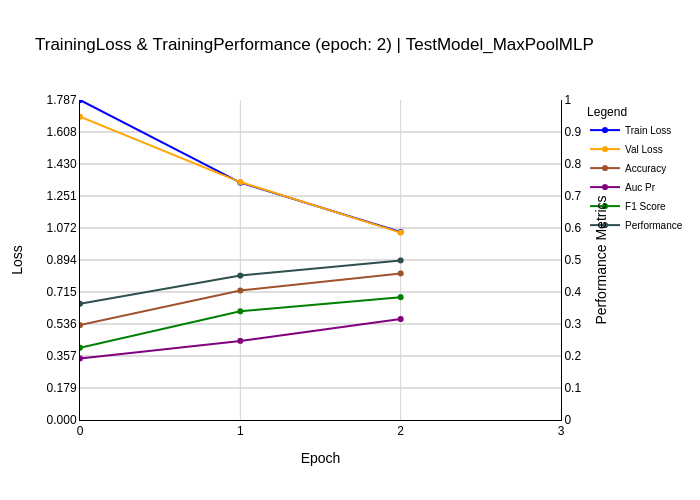 TrainingLoss & TrainingPerformance (epoch: 2) | TestModel_MaxPoolMLP
1.787
1.608
1.430
1.251
1.072
0.894
0.715
0.536
0.357
0.179
0.000
Loss
0
1
2
3
Epoch
1
0.9
0.8
0.7
0.6
0.5
0.4
0.3
0.2
0.1
0
Performance Metrics
Legend
Train Loss
Val Loss
Accuracy
Auc Pr
F1 Score
Performance